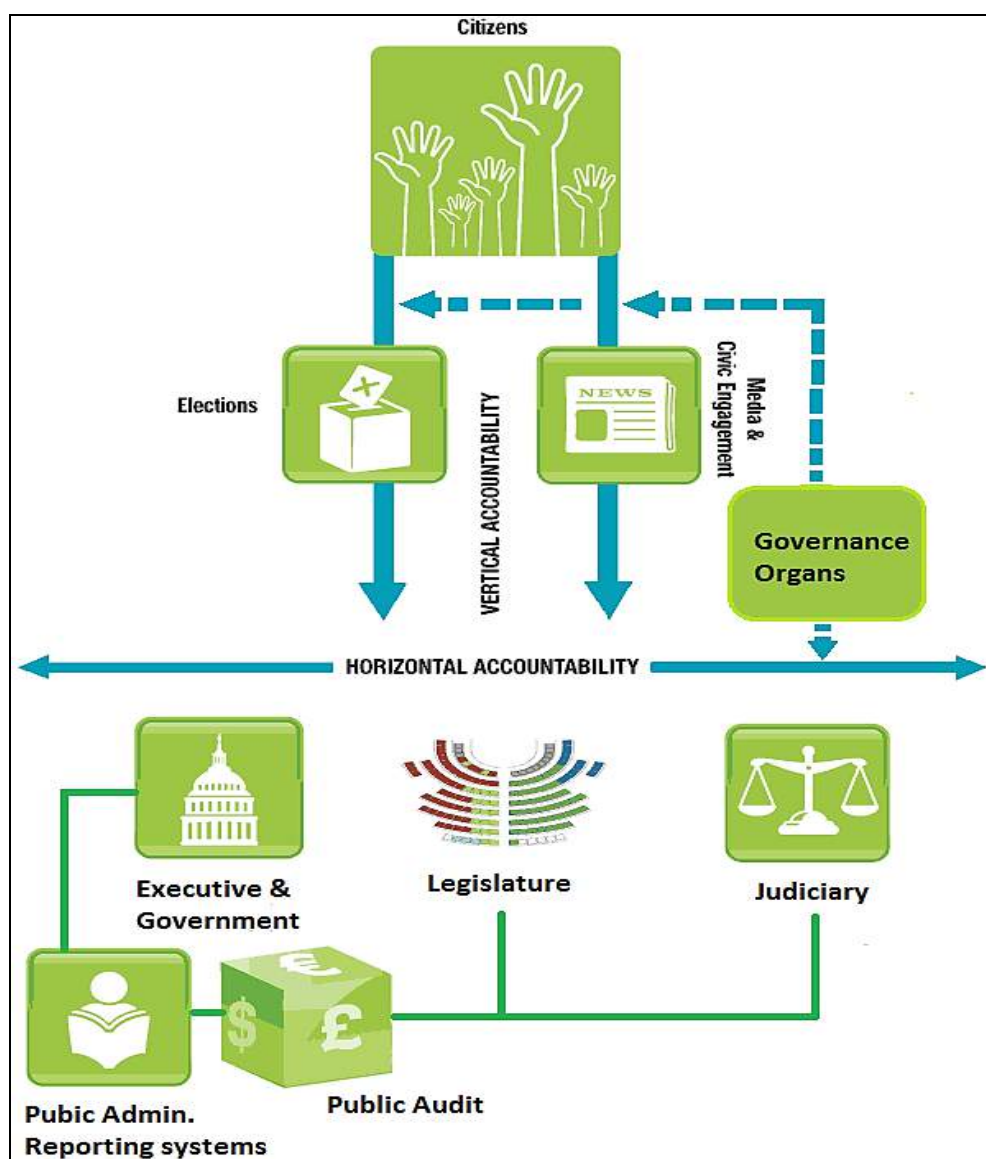 Citizens
Elections
VERTICAL ACCOUNTABILITY
NEWS
Media &
Civic Engagement
Governance
Organs
HORIZONTAL ACCOUNTABILITY
Executive &
Government
Legislature
Judiciary
$
€
£
Pubic Admin.
Reporting systems
Public Audit